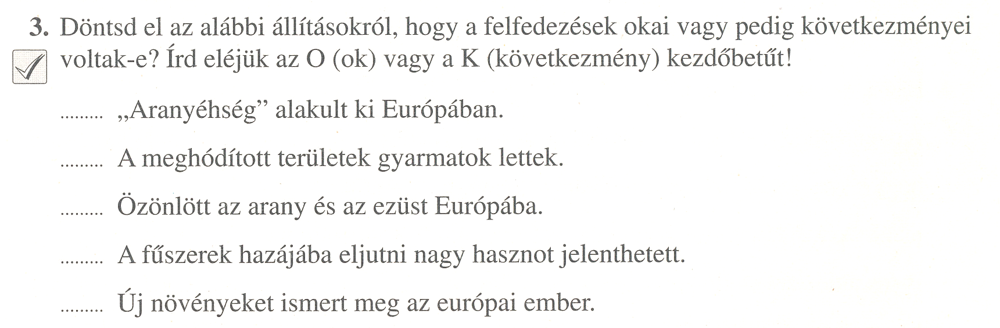 3. Döntsd el az alábbi állításokról, hogy a felfedezések okai vagy pedig következményei
voltak-e? Írd eléjük az O (ok) vagy a K (következmény) kezdőbetűt!
......... „Aranyéhség” alakult ki Európában.
......... A meghódított területek gyarmatok lettek.
......... Özönlött az arany és az ezüst Európába.
......... A fűszerek hazájába eljutni nagy hasznot jelenthetett.
......... Új növényeket ismert meg az európai ember.